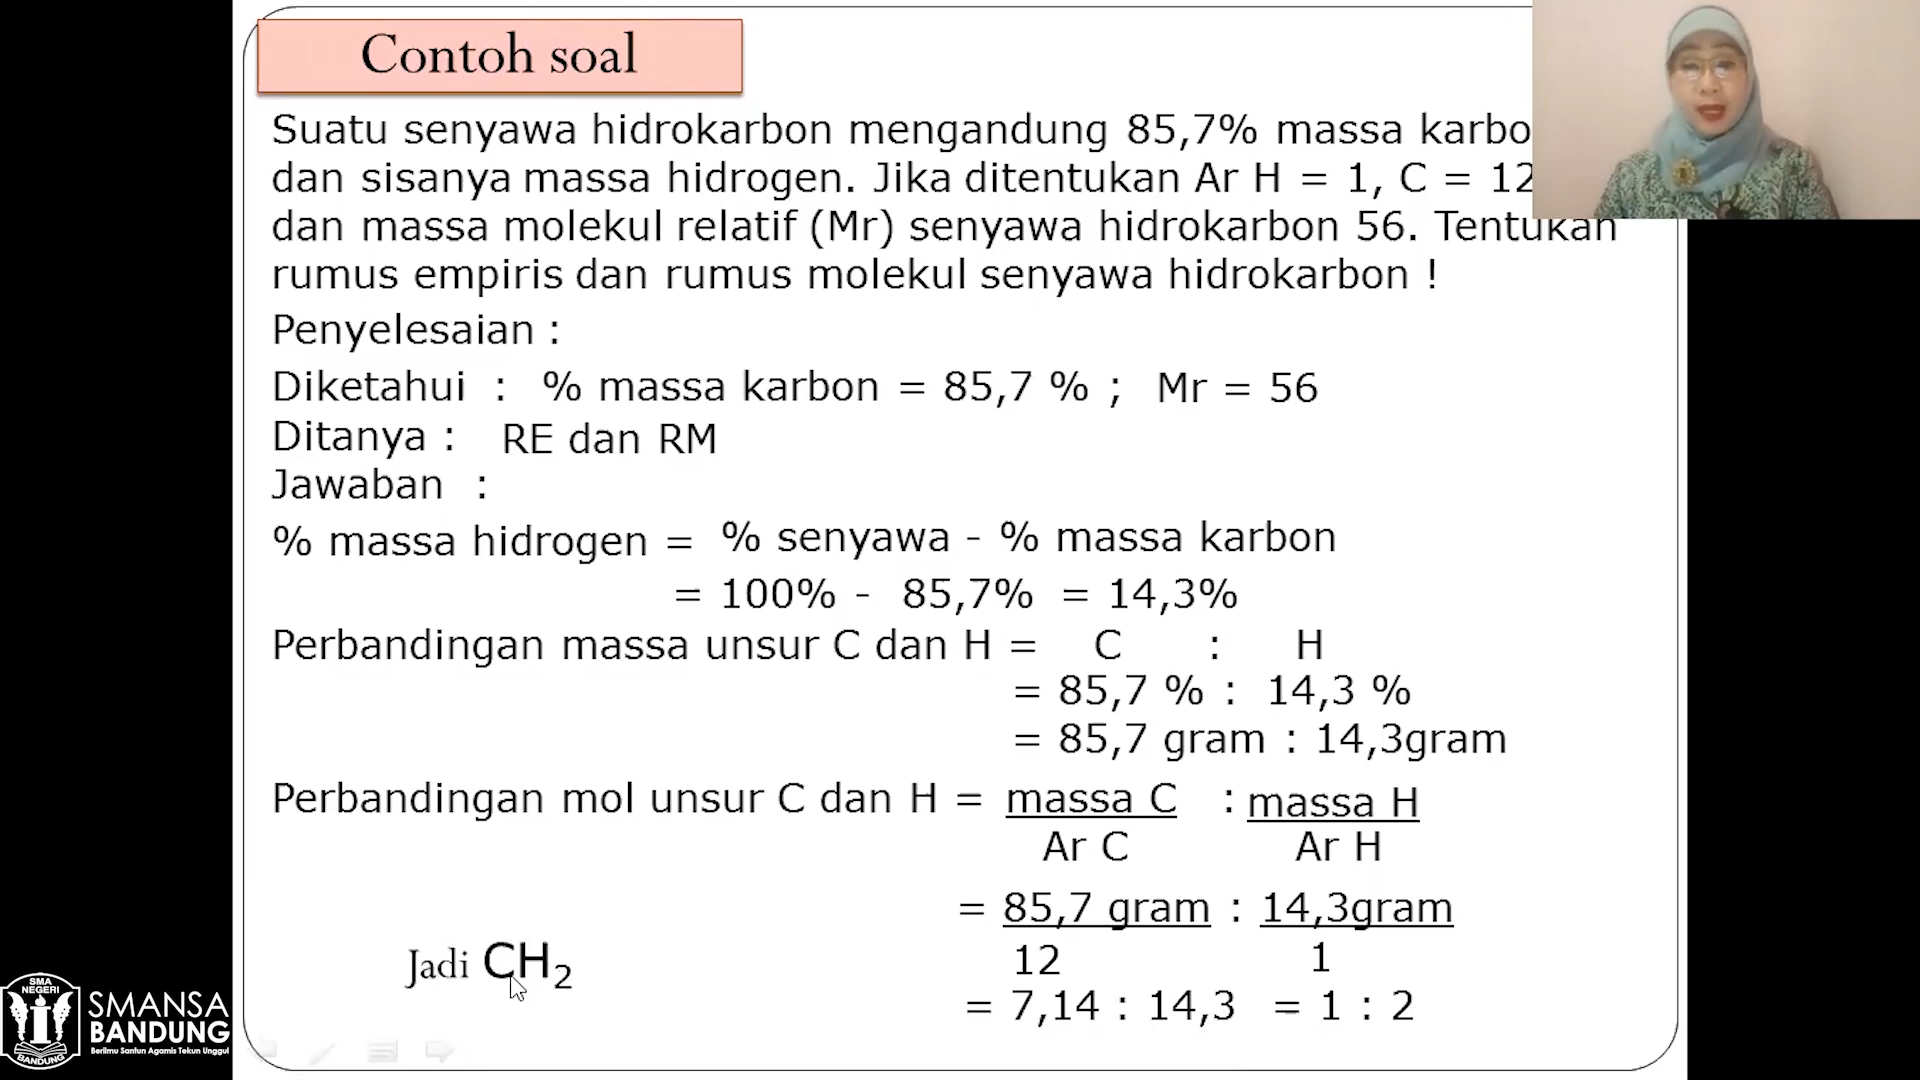 Contoh soal
Suatu senyawa hidrokarbon mengandung 85,7% massa karbo
dan sisanya massa hidrogen. Jika ditentukan Ar H = 1, C = 12
dan massa molekul relatif (Mr) senyawa hidrokarbon 56. Tentukan
rumus empiris dan rumus molekul senyawa hidrokarbon !
Penyelesaian :
Diketahui : % massa karbon = 85,7 % ; Mr = 56
Ditanya : RE dan RM
Jawaban :
% massa hidrogen = % senyawa - % massa karbon
= 100% - 85,7% = 14,3%
Perbandingan massa unsur C dan H = C : H
= 85,7 % : 14,3 %
= 85,7 gram : 14,3gram
Perbandingan mol unsur C dan H = massa C : massa H
Ar C Ar H
= 85,7 gram : 14,3gram
12 1
= 7,14 : 14,3 = 1 : 2
Jadi CH₂
SMA
NEGERI
BANDUNG
SMANSA
BANDUNG
Berilmu Santun Agamis Tekun Unggul